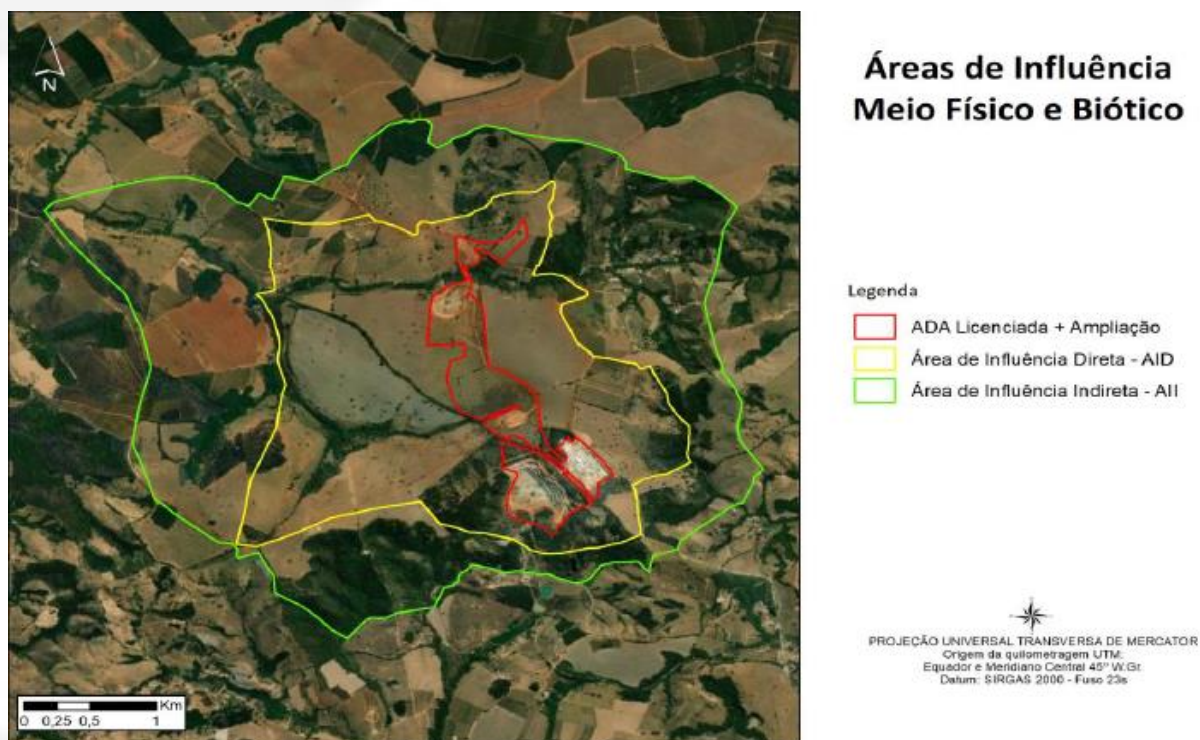 N
Áreas de Influência
Meio Físico e Biótico
Legenda
ADA Licenciada + Ampliação
Área de Influência Direta - AID
Área de Influência Indireta - AII
Km
0 0,25 0,5 1
PROJEÇÃO UNIVERSAL TRANSVERSA DE MERCATOR
Origem da quilometragem UTM:
Equador e Meridiano Central 45º W.Gr.
Datum: SIRGAS 2000 - Fuso 23s